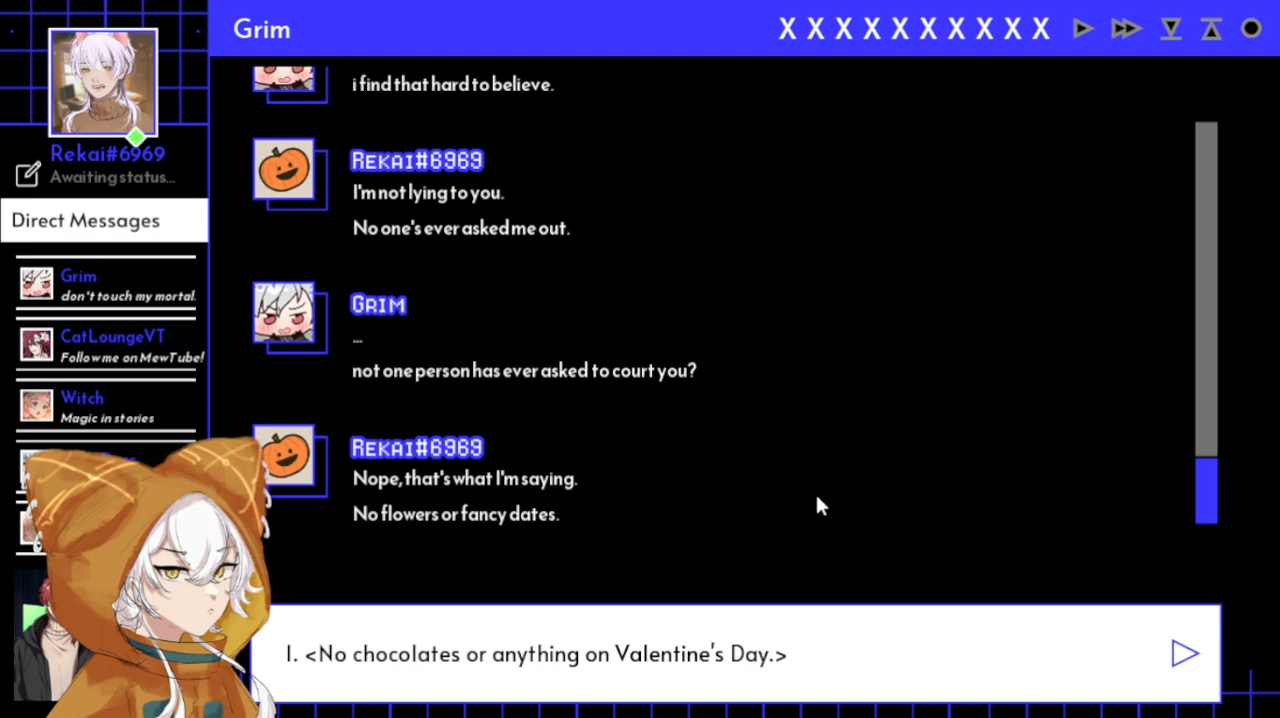 Grim
X X X X X X X X X X
i find that hard to believe.
Rekai#6969
Awaiting status...
Direct Messages
Grim
don't touch my mortal.
CatLoungeVT
Follow me on MewTube!
Witch
Magic in stories
REKAI#6969
I'm not lying to you.
No one's ever asked me out.
GRIM
...
not one person has ever asked to court you?
REKAI#6969
Nope, that's what I'm saying.
No flowers or fancy dates.
1. <No chocolates or anything on Valentine's Day.>